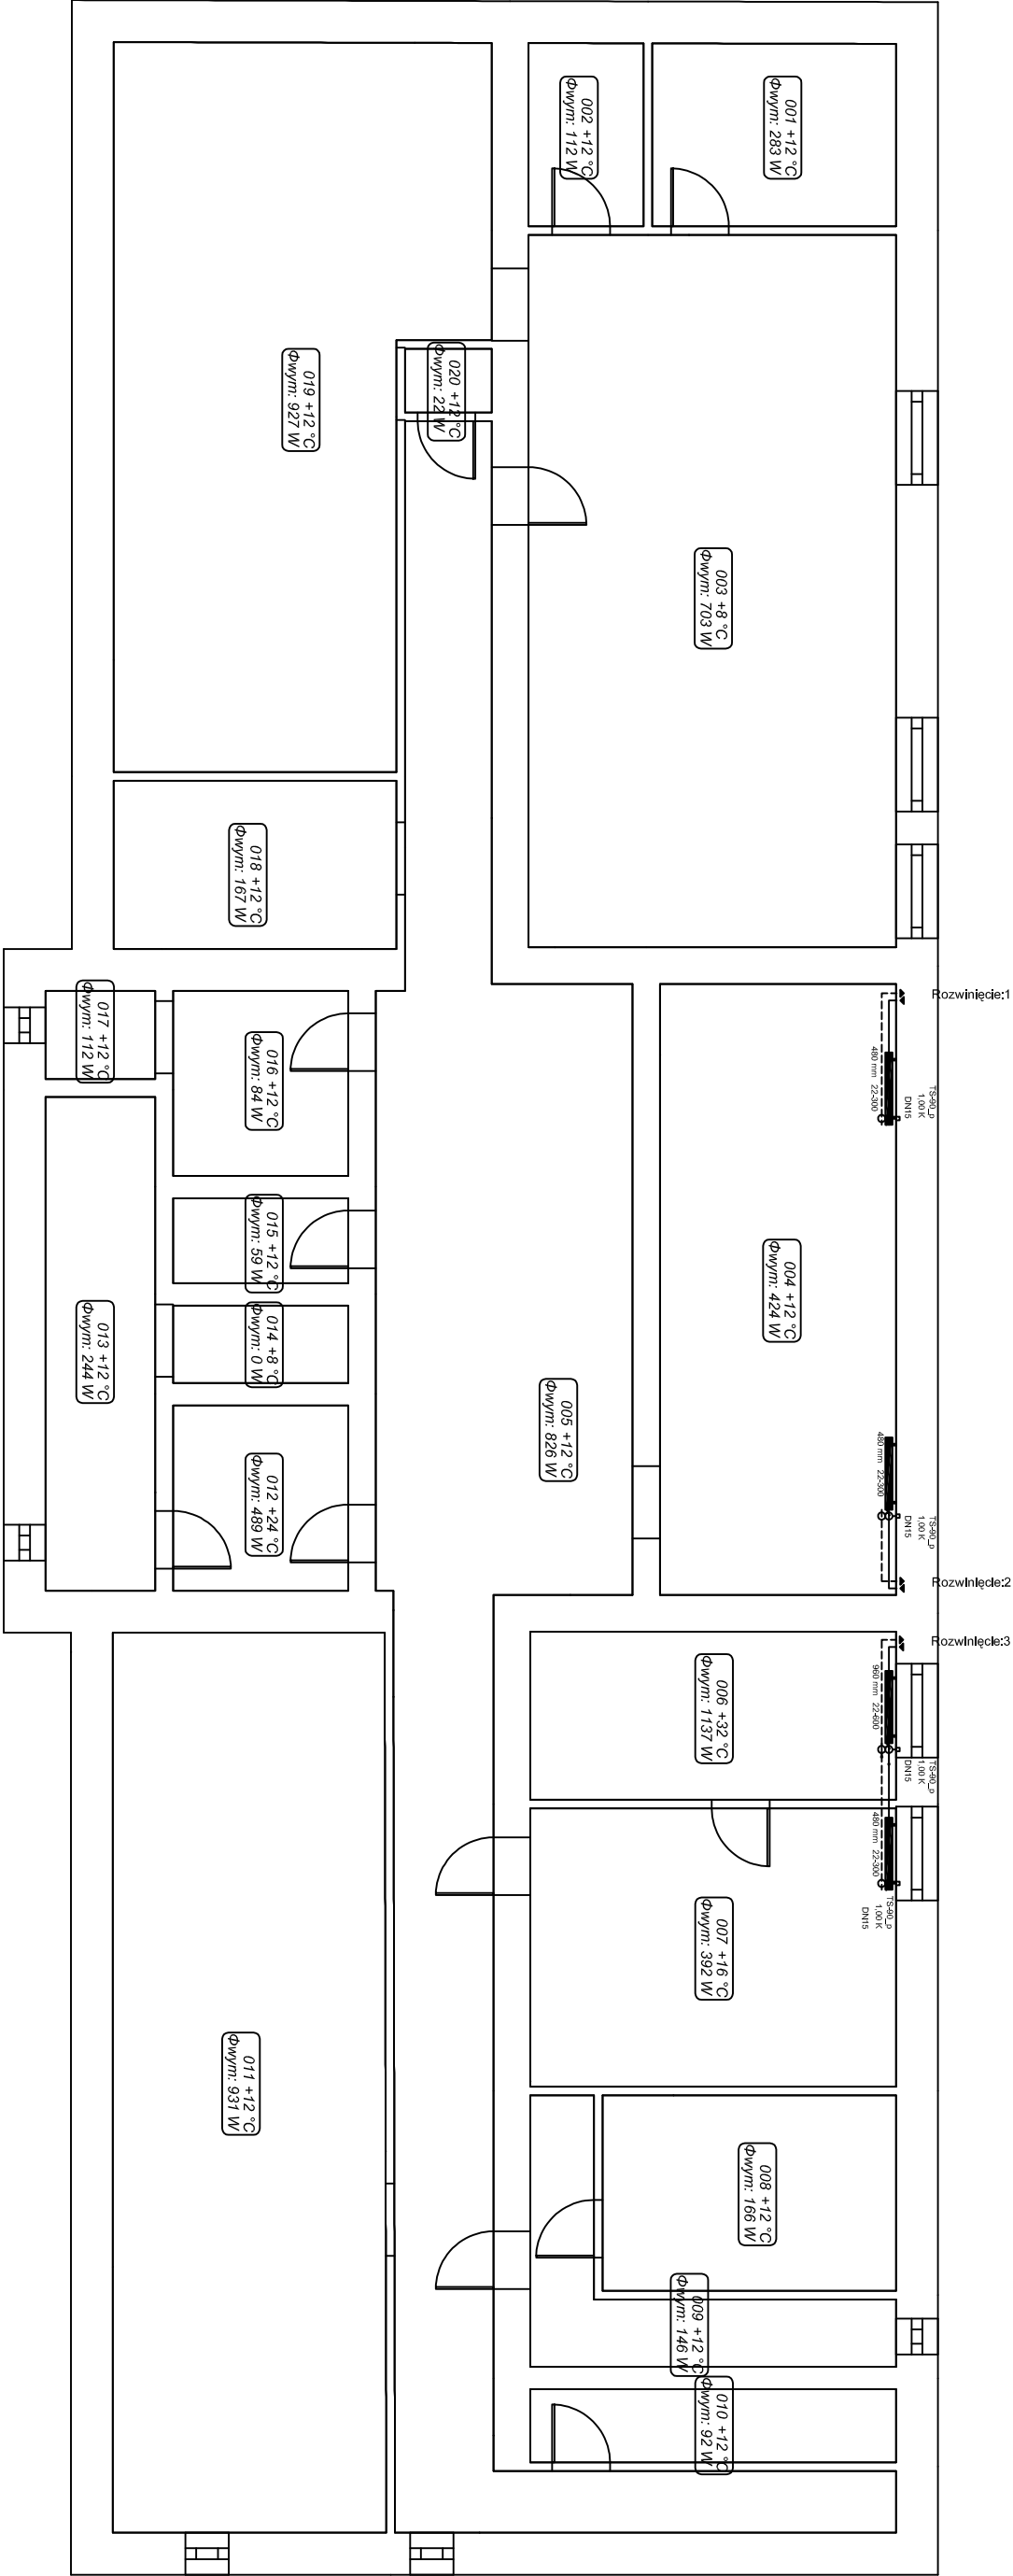 001 +12 °C
Φwym: 283 W
002 +12 °C
Φwym: 112 W
020 +12 °C
Φwym: 22 W
019 +12 °C
Φwym: 927 W
003 +8 °C
Φwym: 703 W
018 +12 °C
Φwym: 167 W
Rozwinięcie:1
017 +12 °C
Φwym: 112 W
016 +12 °C
Φwym: 84 W
480 mm 22-300
TS-90_p
1,00 K
DN15
015 +12 °C
Φwym: 59 W
004 +12 °C
Φwym: 424 W
014 +8 °C
Φwym: 0 W
013 +12 °C
Φwym: 244 W
005 +12 °C
Φwym: 826 W
012 +24 °C
Φwym: 489 W
480 mm 22-300
TS-90_p
1,00 K
DN15
Rozwinięcie:2
Rozwinięcie:3
006 +32 °C
Φwym: 1137 W
960 mm 22-600
TS-90_p
1,00 K
DN15
480 mm 22-300
TS-90_p
1,00 K
DN15
007 +16 °C
Φwym: 392 W
011 +12 °C
Φwym: 931 W
008 +12 °C
Φwym: 166 W
009 +12 °C
Φwym: 146 W
010 +12 °C
Φwym: 92 W